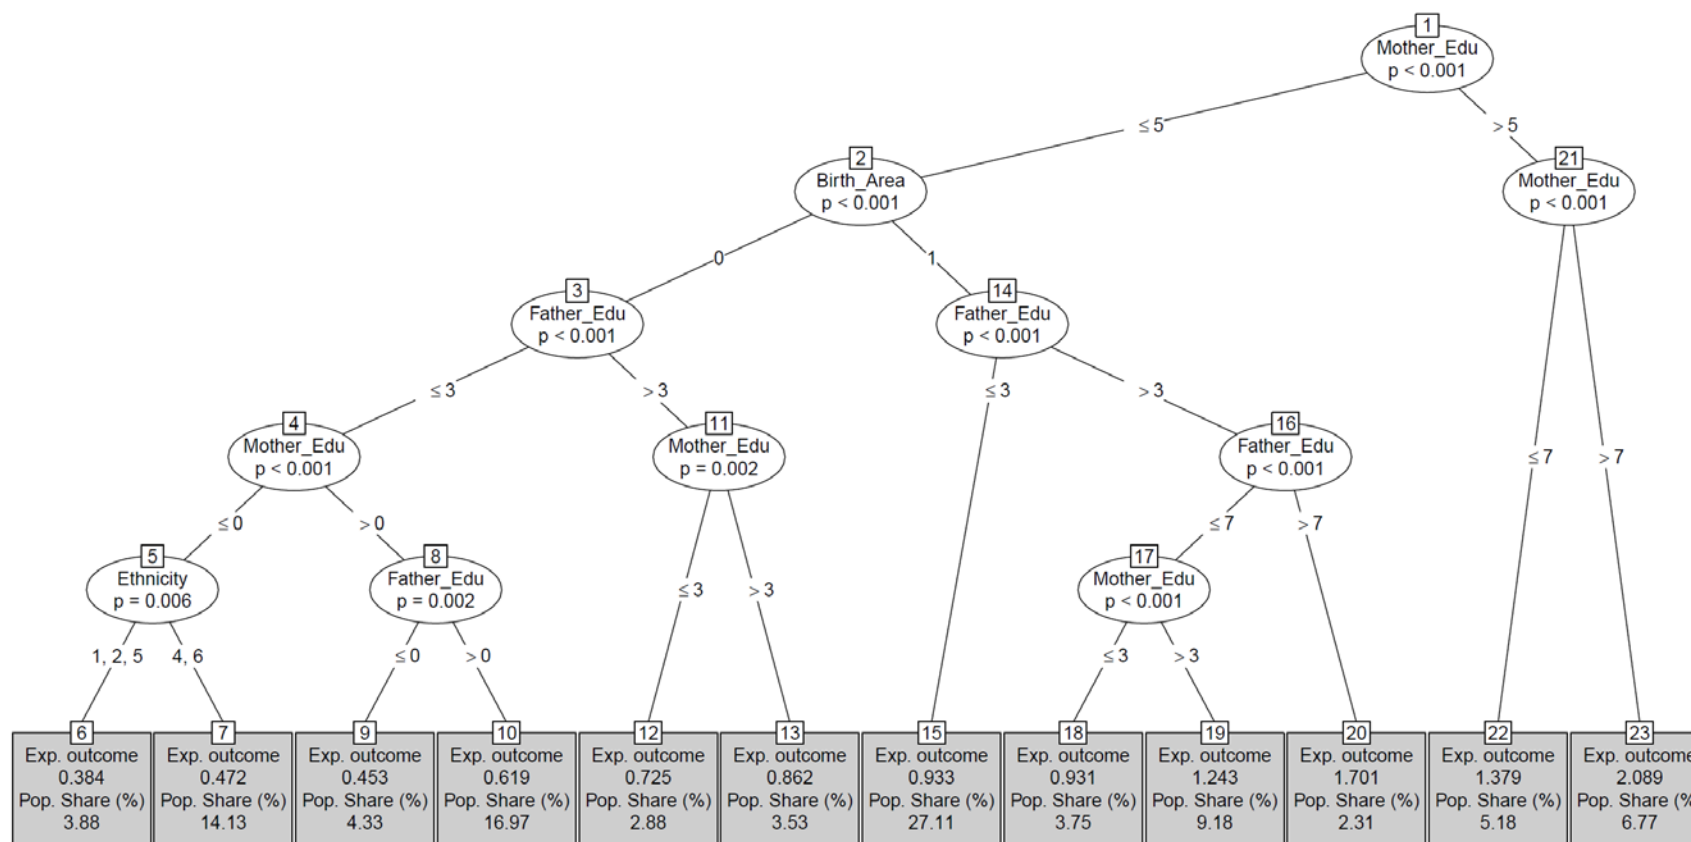 1
Mother_Edu
p < 0.001
≤ 5
> 5
2
Birth_Area
p < 0.001
21
Mother_Edu
p < 0.001
0
1
3
Father_Edu
p < 0.001
14
Father_Edu
p < 0.001
≤ 3
> 3
≤ 3
> 3
4
Mother_Edu
p < 0.001
11
Mother_Edu
p = 0.002
16
Father_Edu
p < 0.001
≤ 7
> 7
≤ 0
> 0
≤ 7
> 7
5
Ethnicity
p = 0.006
8
Father_Edu
p = 0.002
17
Mother_Edu
p < 0.001
≤ 3
> 3
1, 2, 5
4, 6
≤ 0
> 0
≤ 3
> 3
6
Exp. outcome
0.384
Pop. Share (%)
3.88
7
Exp. outcome
0.472
Pop. Share (%)
14.13
9
Exp. outcome
0.453
Pop. Share (%)
4.33
10
Exp. outcome
0.619
Pop. Share (%)
16.97
12
Exp. outcome
0.725
Pop. Share (%)
2.88
13
Exp. outcome
0.862
Pop. Share (%)
3.53
15
Exp. outcome
0.933
Pop. Share (%)
27.11
18
Exp. outcome
0.931
Pop. Share (%)
3.75
19
Exp. outcome
1.243
Pop. Share (%)
9.18
20
Exp. outcome
1.701
Pop. Share (%)
2.31
22
Exp. outcome
1.379
Pop. Share (%)
5.18
23
Exp. outcome
2.089
Pop. Share (%
6.77